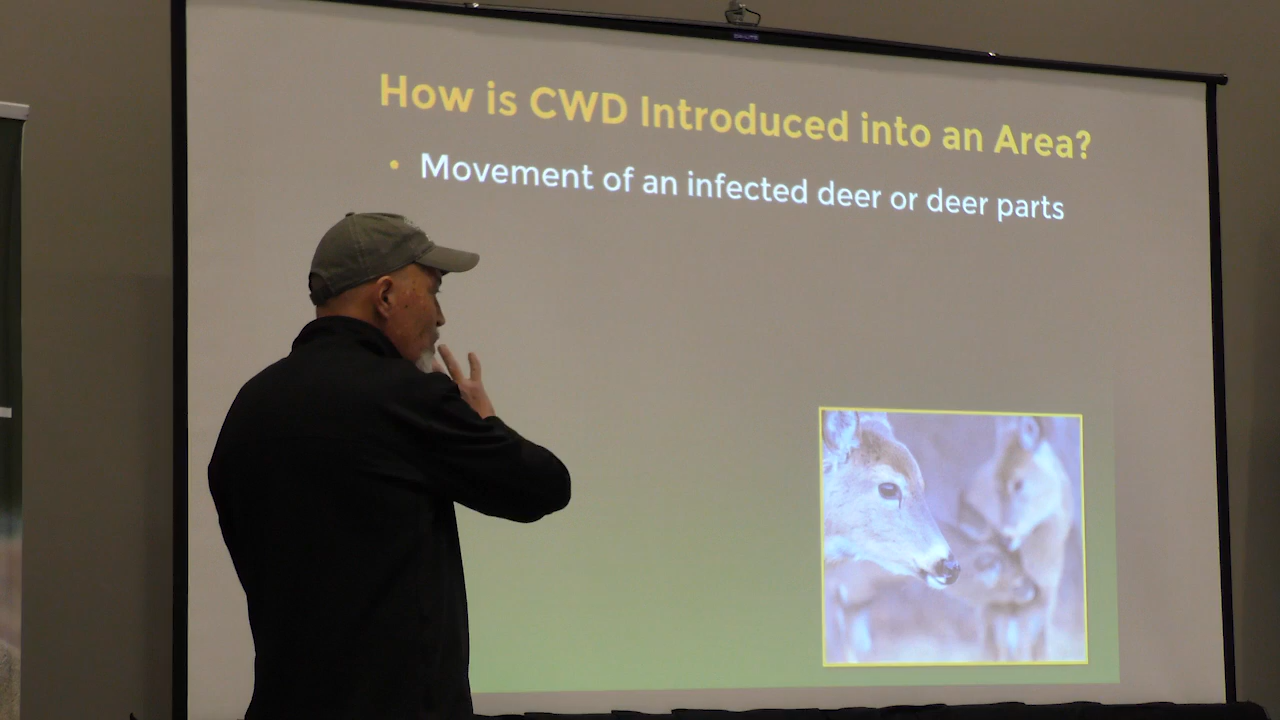 How is CWD Introduced into an Area?
• Movement of an infected deer or deer parts